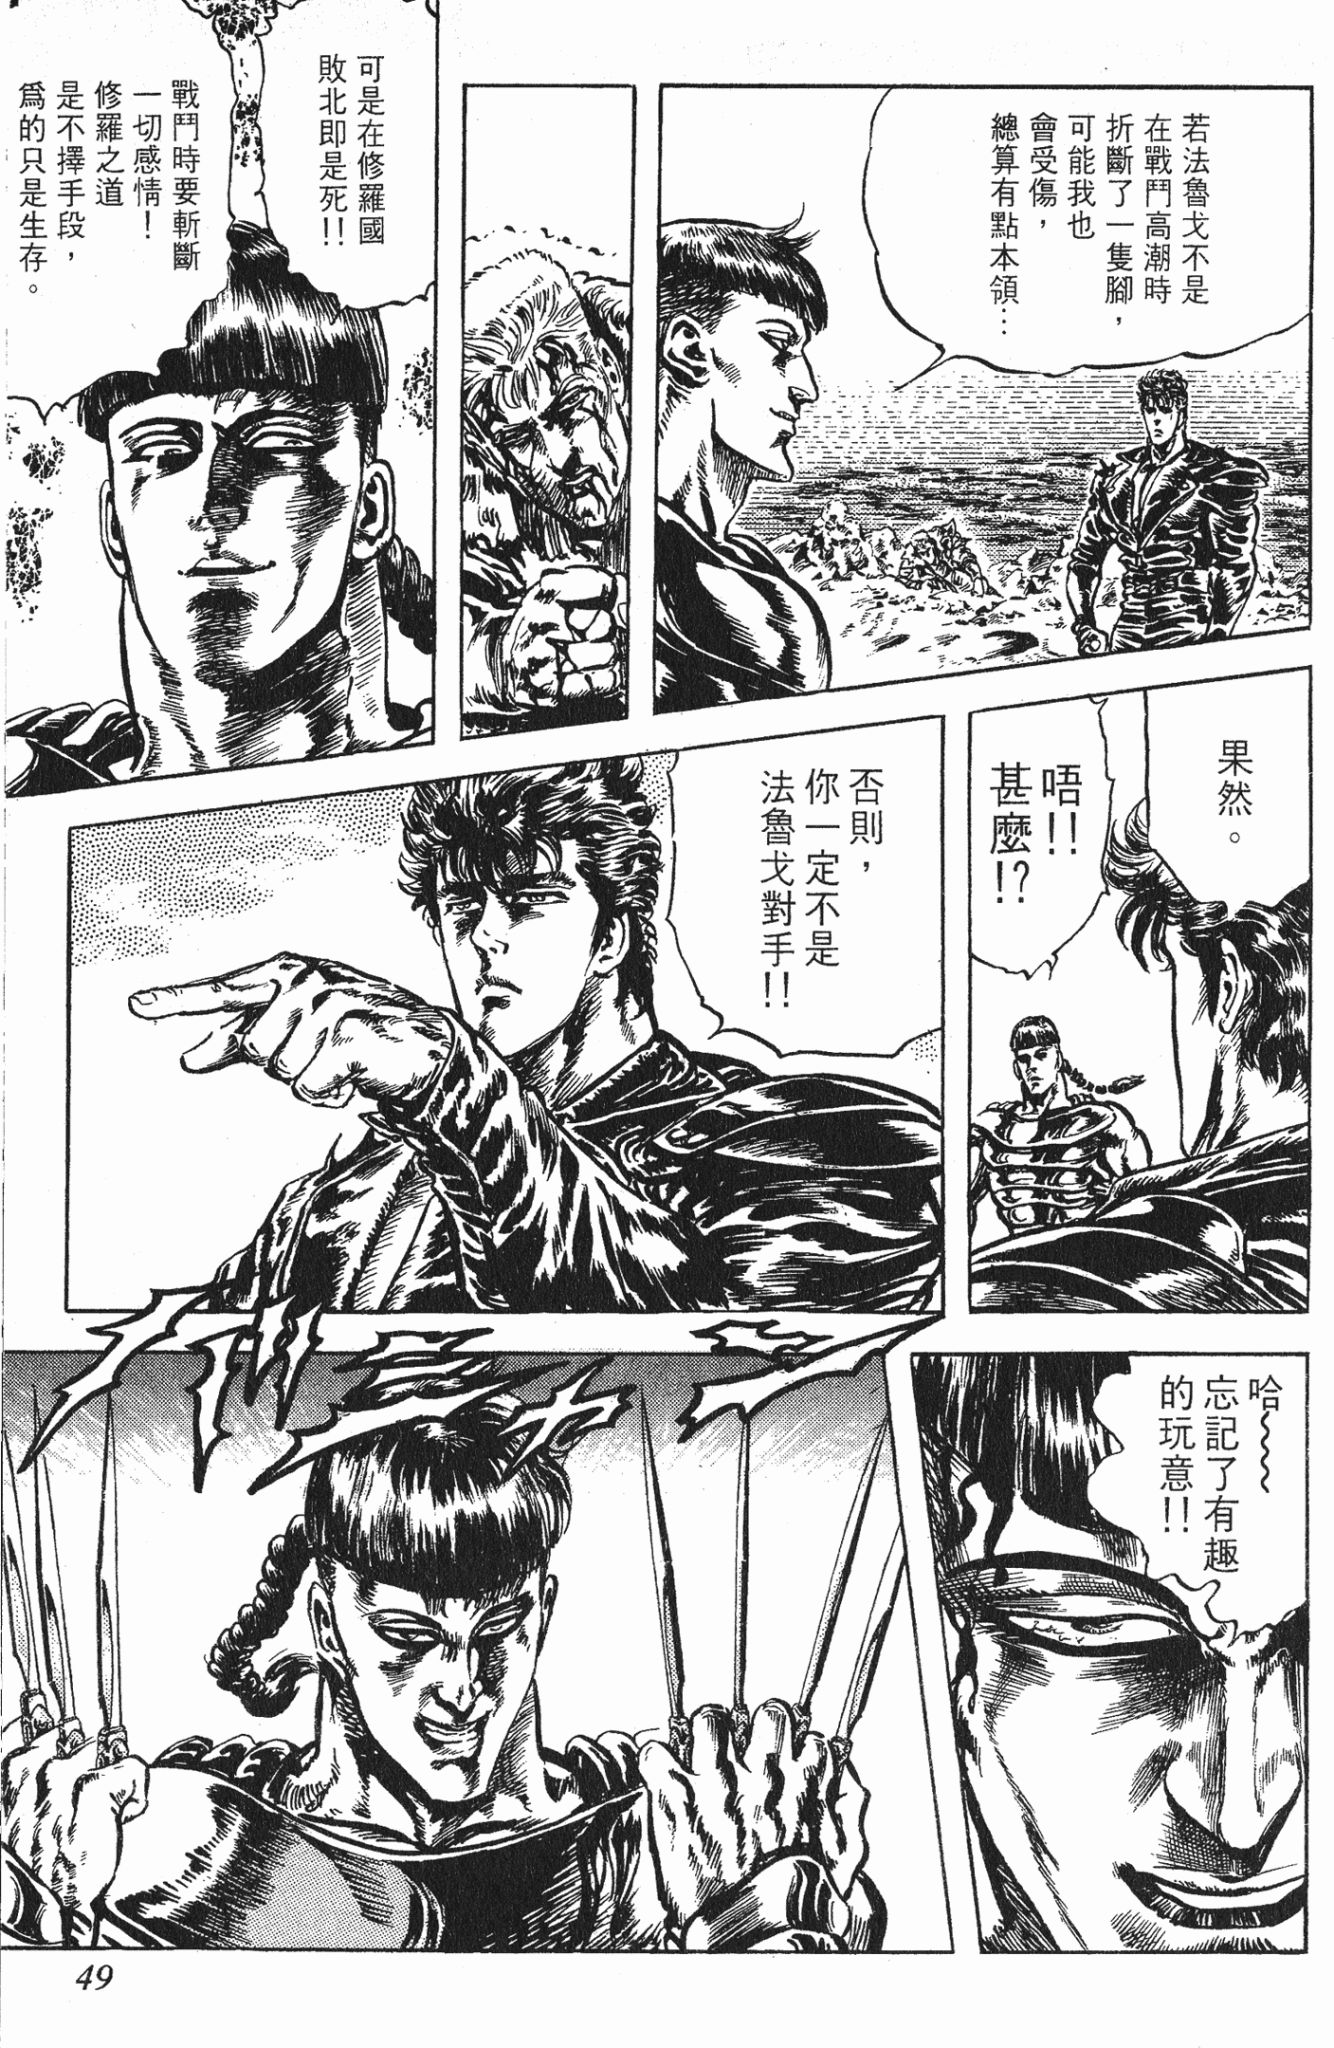 若法魯戈不是
在戰鬥高潮時
折斷了一隻腳，
可能我也
會受傷，
總算有點本領…
可是在修羅國
敗北即是死!!
戰鬥時要斬斷
一切感情！
修羅之道
是不擇手段，
爲的只是生存。
果然。
唔!!
甚麼!?
否則，
你一定不是
法魯戈對手!!
哈～～
忘記了有趣
的玩意!!
49